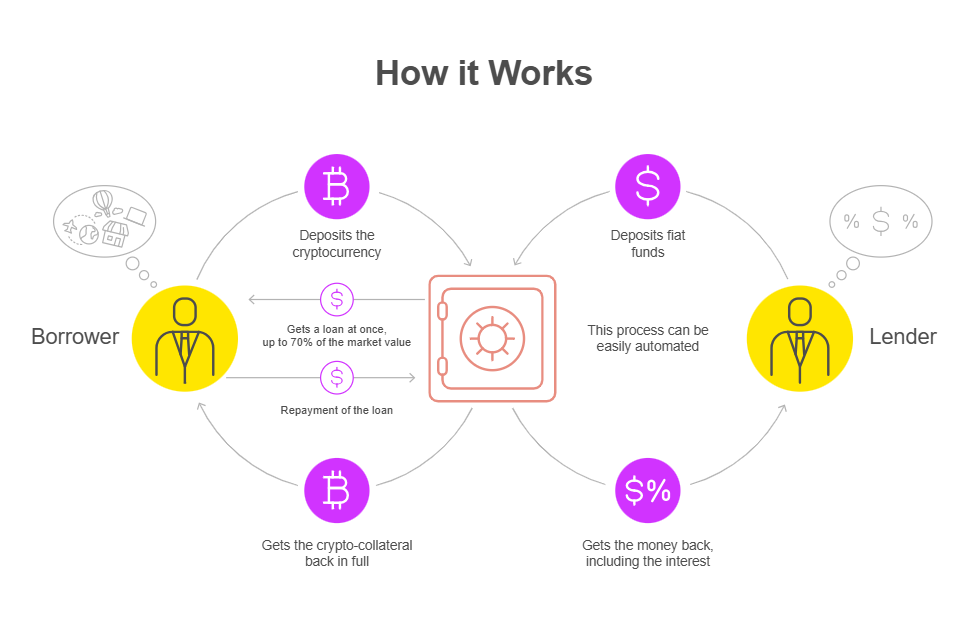 How it Works
Deposits the
cryptocurrency
Deposits fiat
funds
% $ %
Borrower
$
Gets a loan at once,
up to 70% of the market value
$
Repayment of the loan
This process can be
easily automated
Lender
$
$%
Gets the crypto-collateral
back in full
Gets the money back,
including the interest